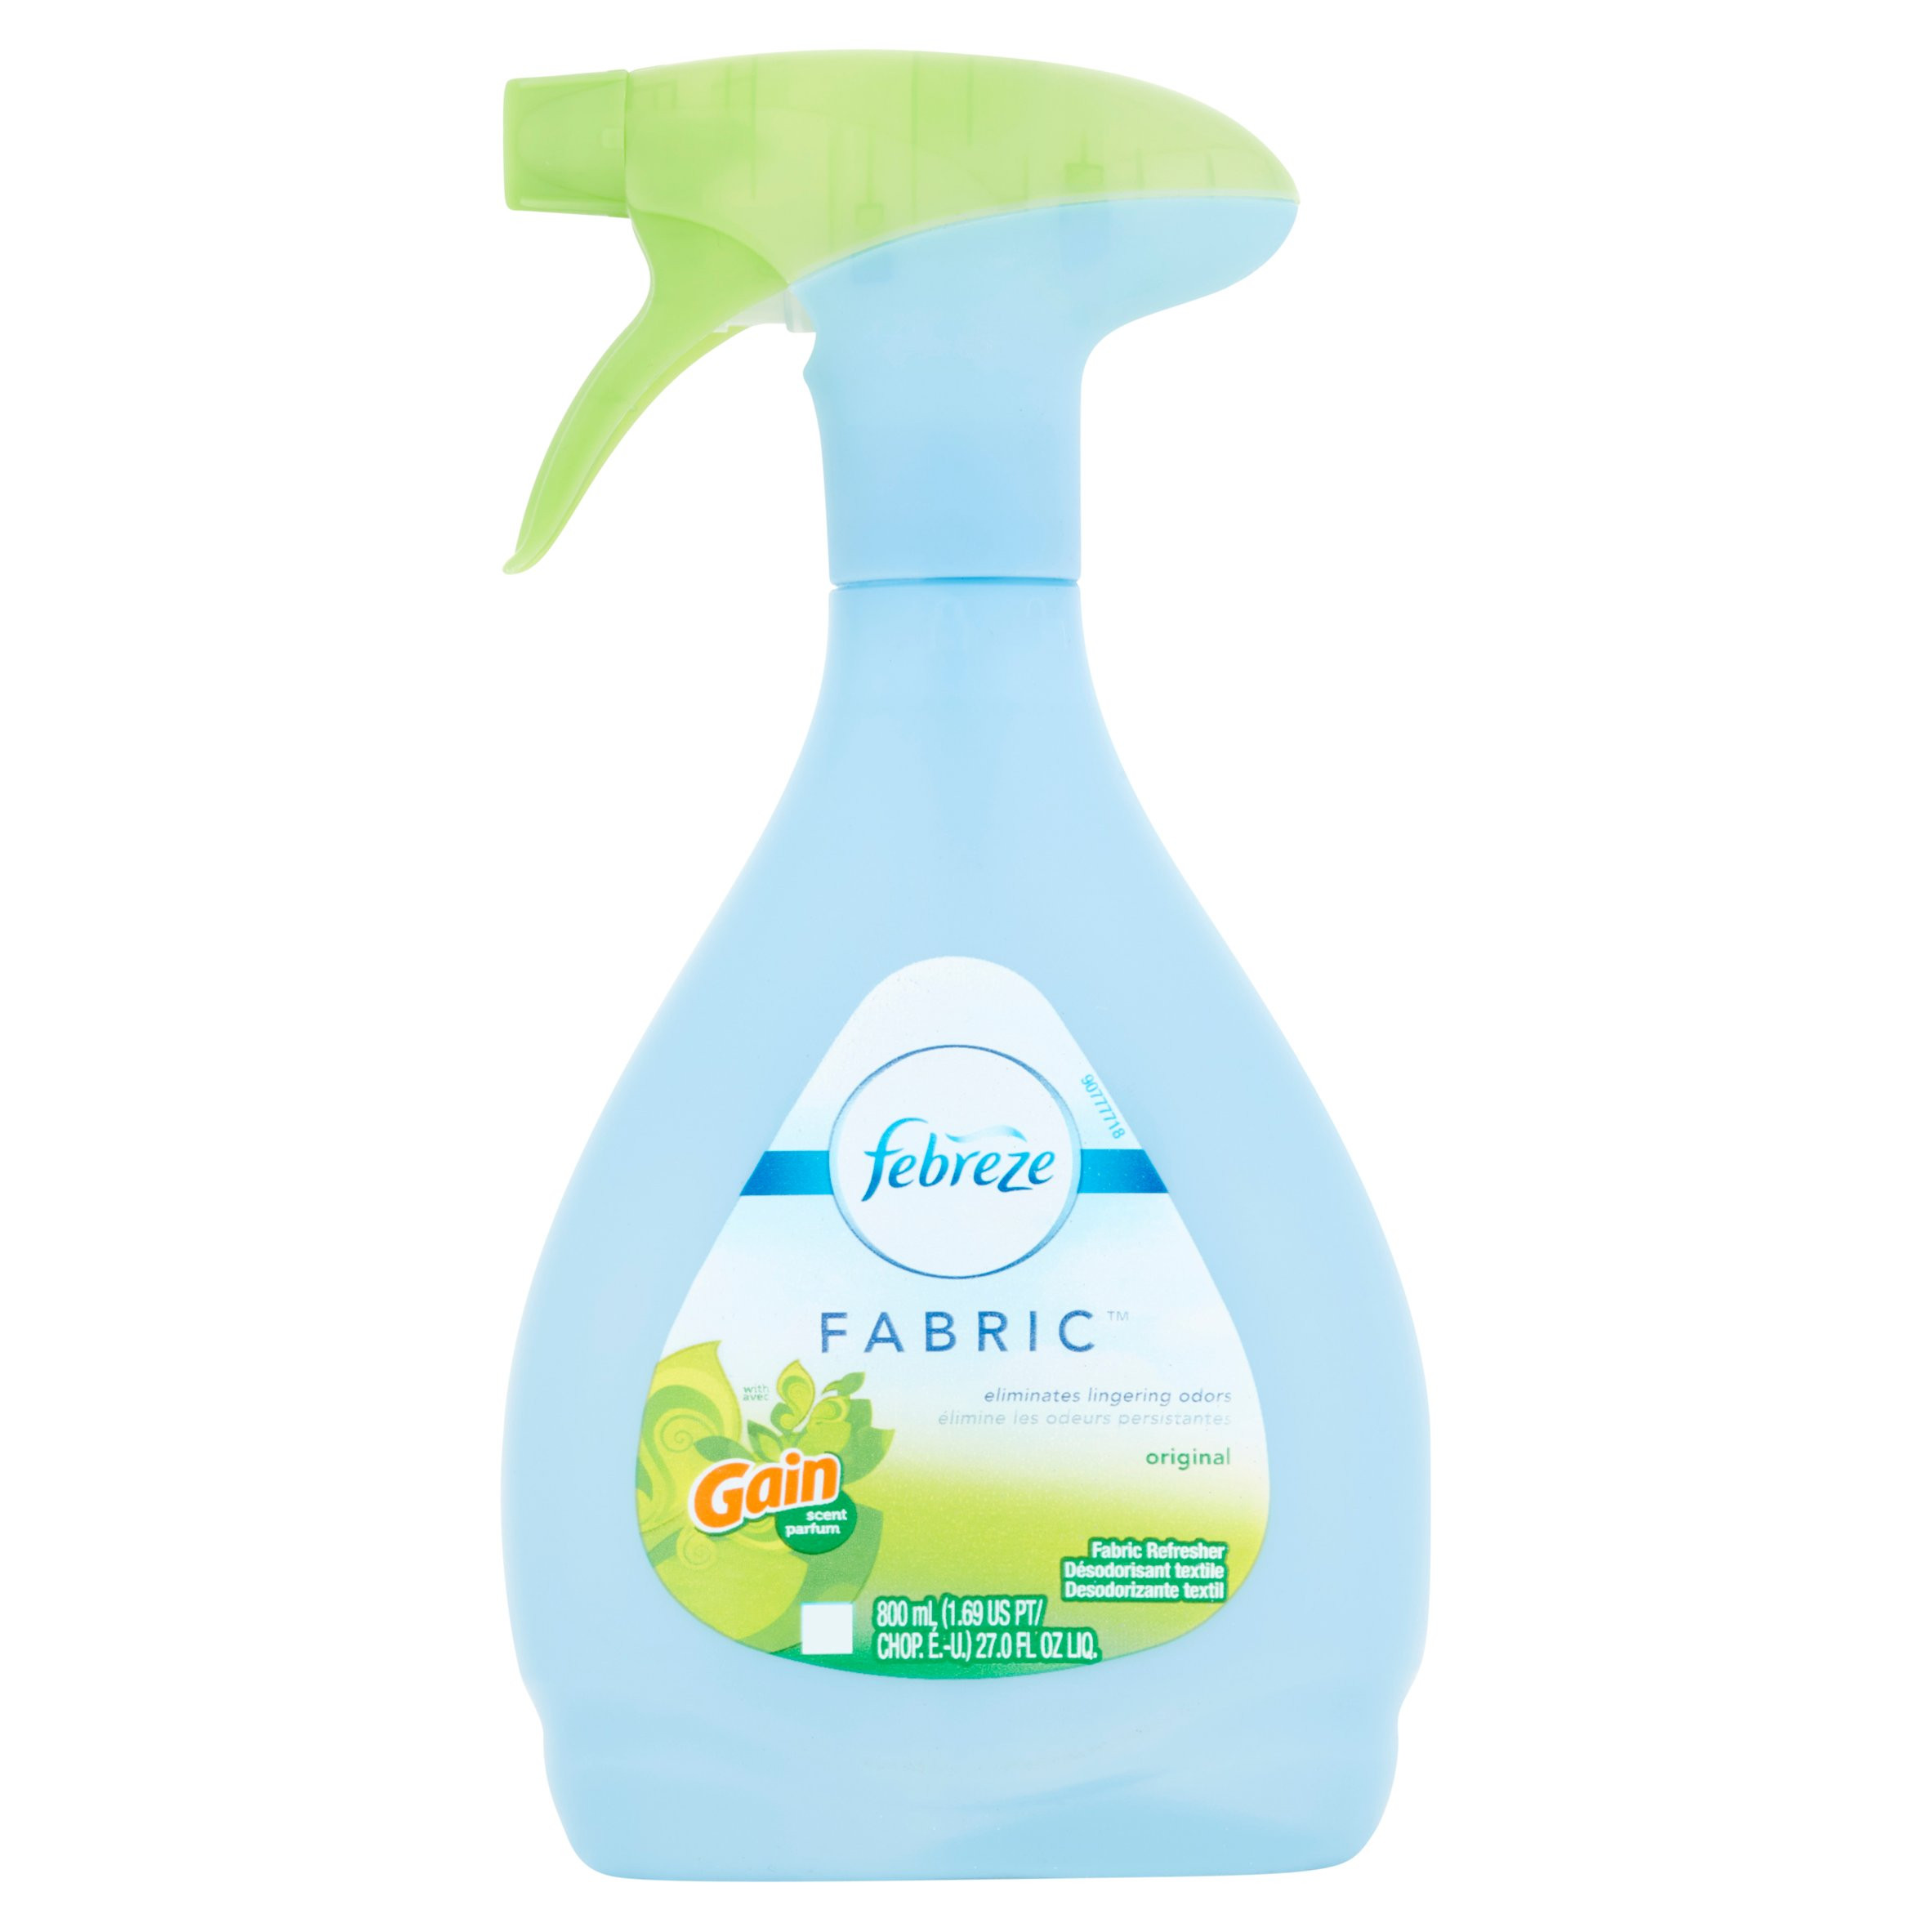 90777718
febreze
FABRIC™
with
avec
eliminates lingering odors
élimine les odeurs persistantes
original
Gain
scent
parfum
Fabric Refresher
Désodorisant textile
Desodorizante textil
800 mL (1.69 US PT/
CHOP. É.-U.) 27.0 FL OZ LIQ.